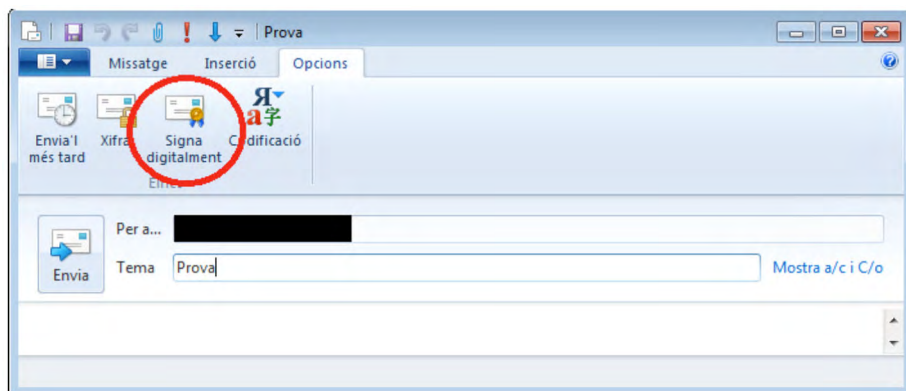 Prova
Missatge Inserció Opcions
Envia'l més tard
Xifra
Signa digitalment
Codificació
Per a...
Envia
Tema Prova
Mostra a/c i C/o